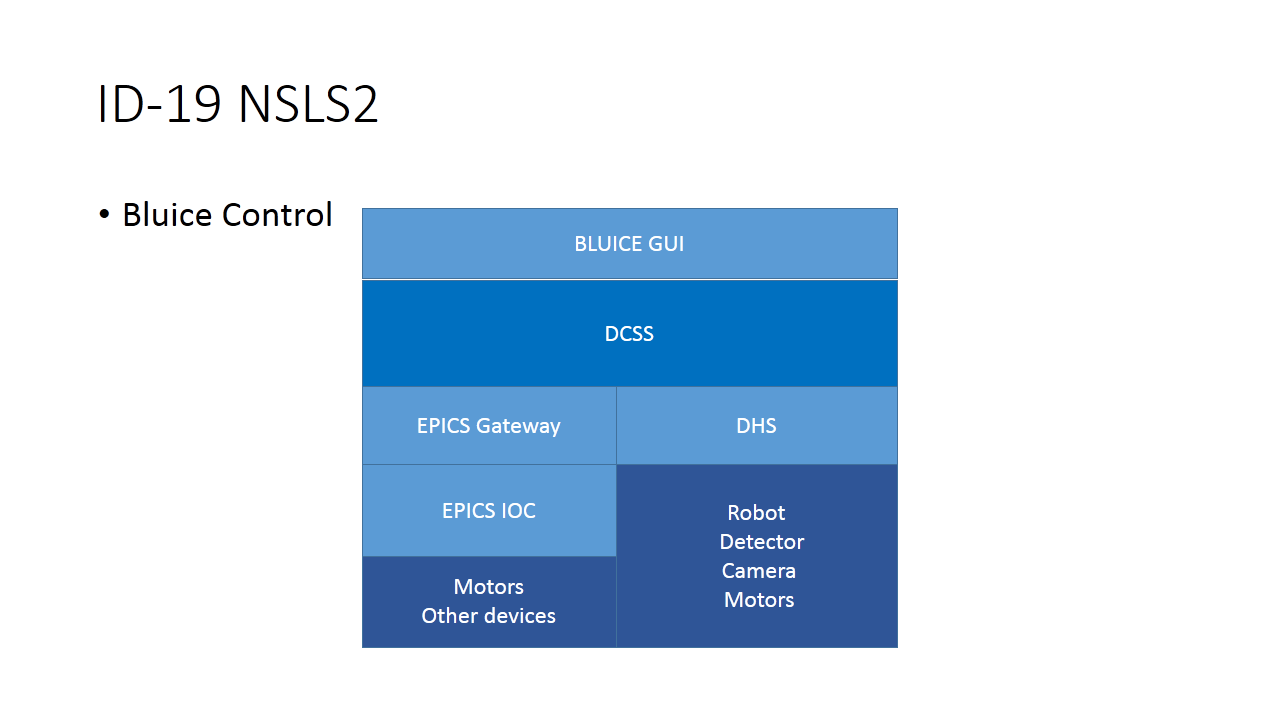 ID-19 NSLS2
• Bluice Control
BLUICE GUI
DCSS
EPICS Gateway
DHS
EPICS IOC
Motors
Other devices
Robot
Detector
Camera
Motors